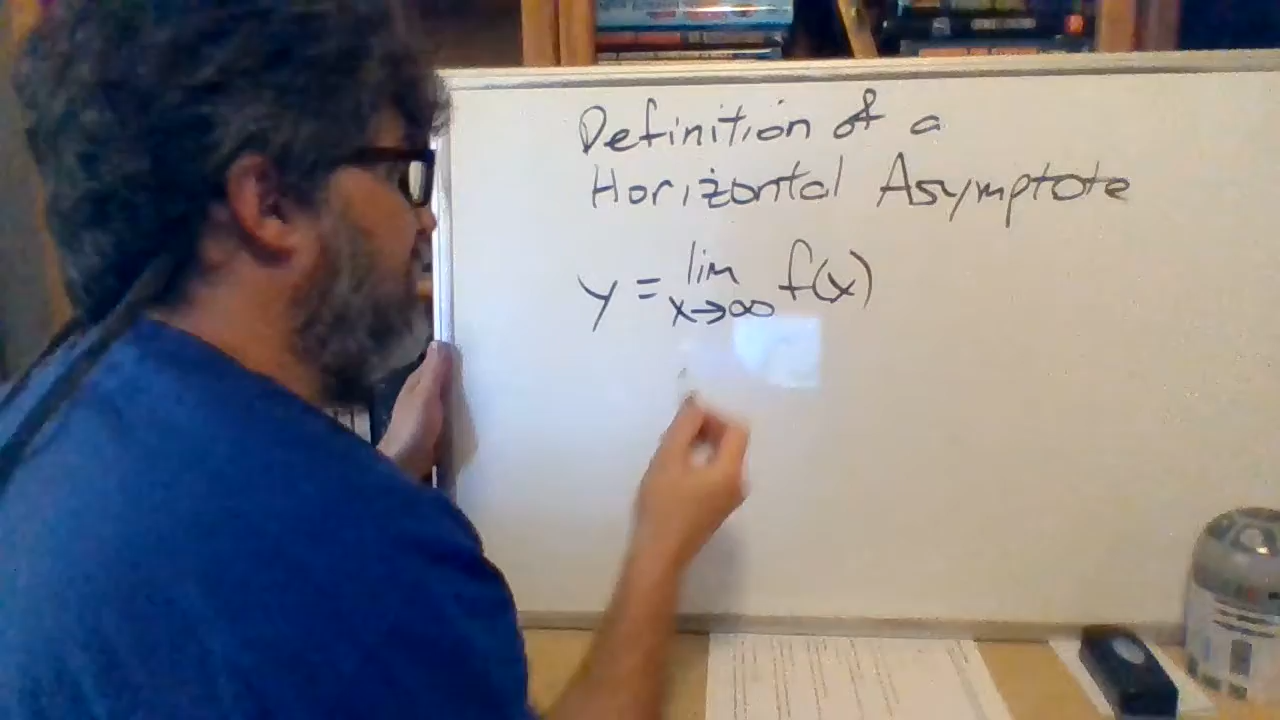 Definition of a
Horizontal Asymptote
y = lim f(x)
x→∞